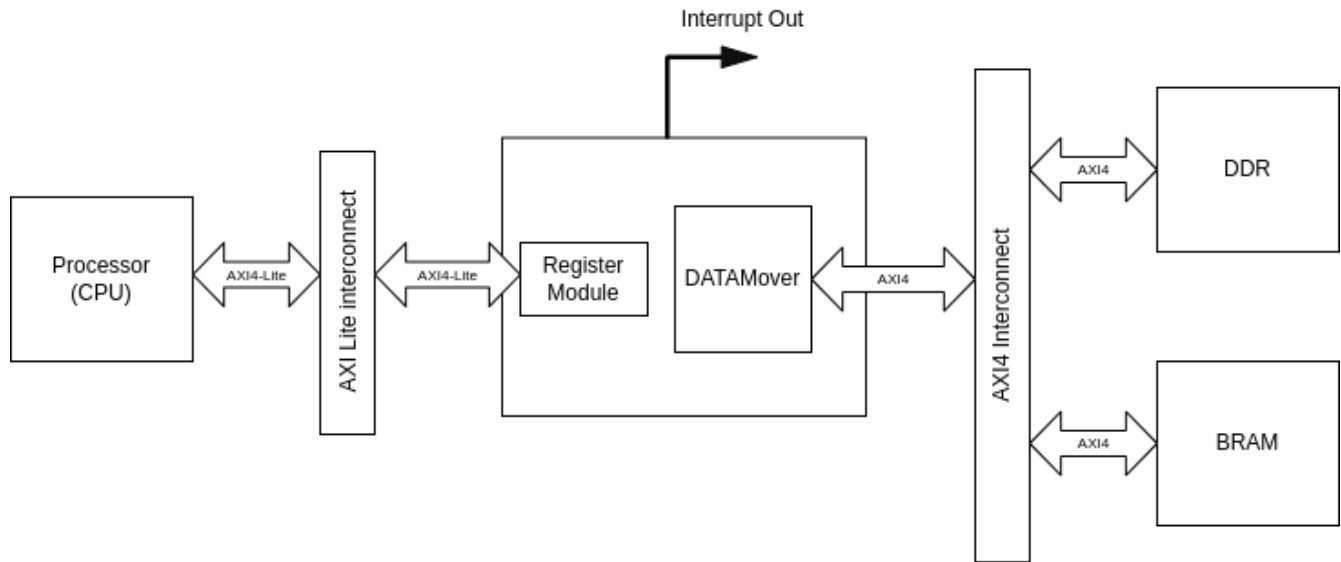 Interrupt Out
Processor
(CPU)
AXI4-Lite
AXI Lite interconnect
AXI4-Lite
Register
Module
DATAMover
AXI4
AXI4 Interconnect
AXI4
DDR
AXI4
BRAM